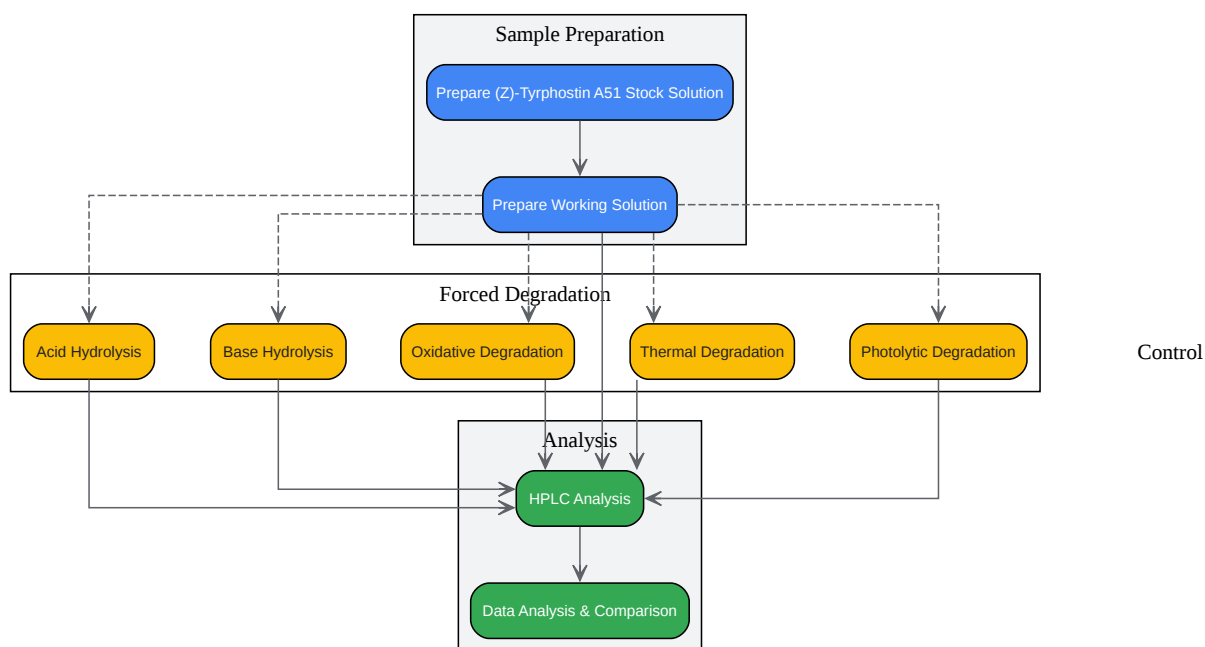 Sample Preparation
Prepare (Z)-Tyrphostin A51 Stock Solution
Prepare Working Solution
Forced Degradation
Acid Hydrolysis
Base Hydrolysis
Oxidative Degradation
Thermal Degradation
Photolytic Degradation
Control
Analysis
HPLC Analysis
Data Analysis & Comparison